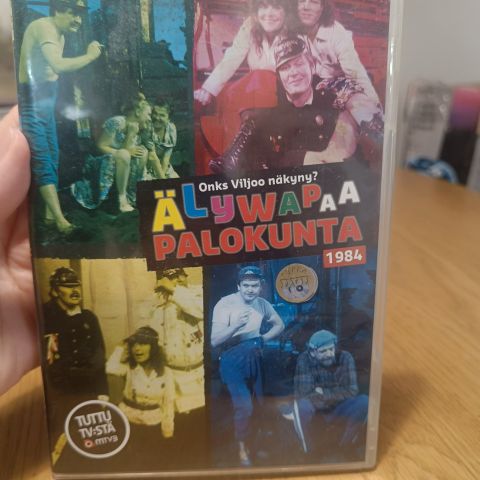 Onks Viljoo näkyny?
ÄLYWAPAA
PALOKUNTA
1984
TUTTU
TV:STÄ
MTV3